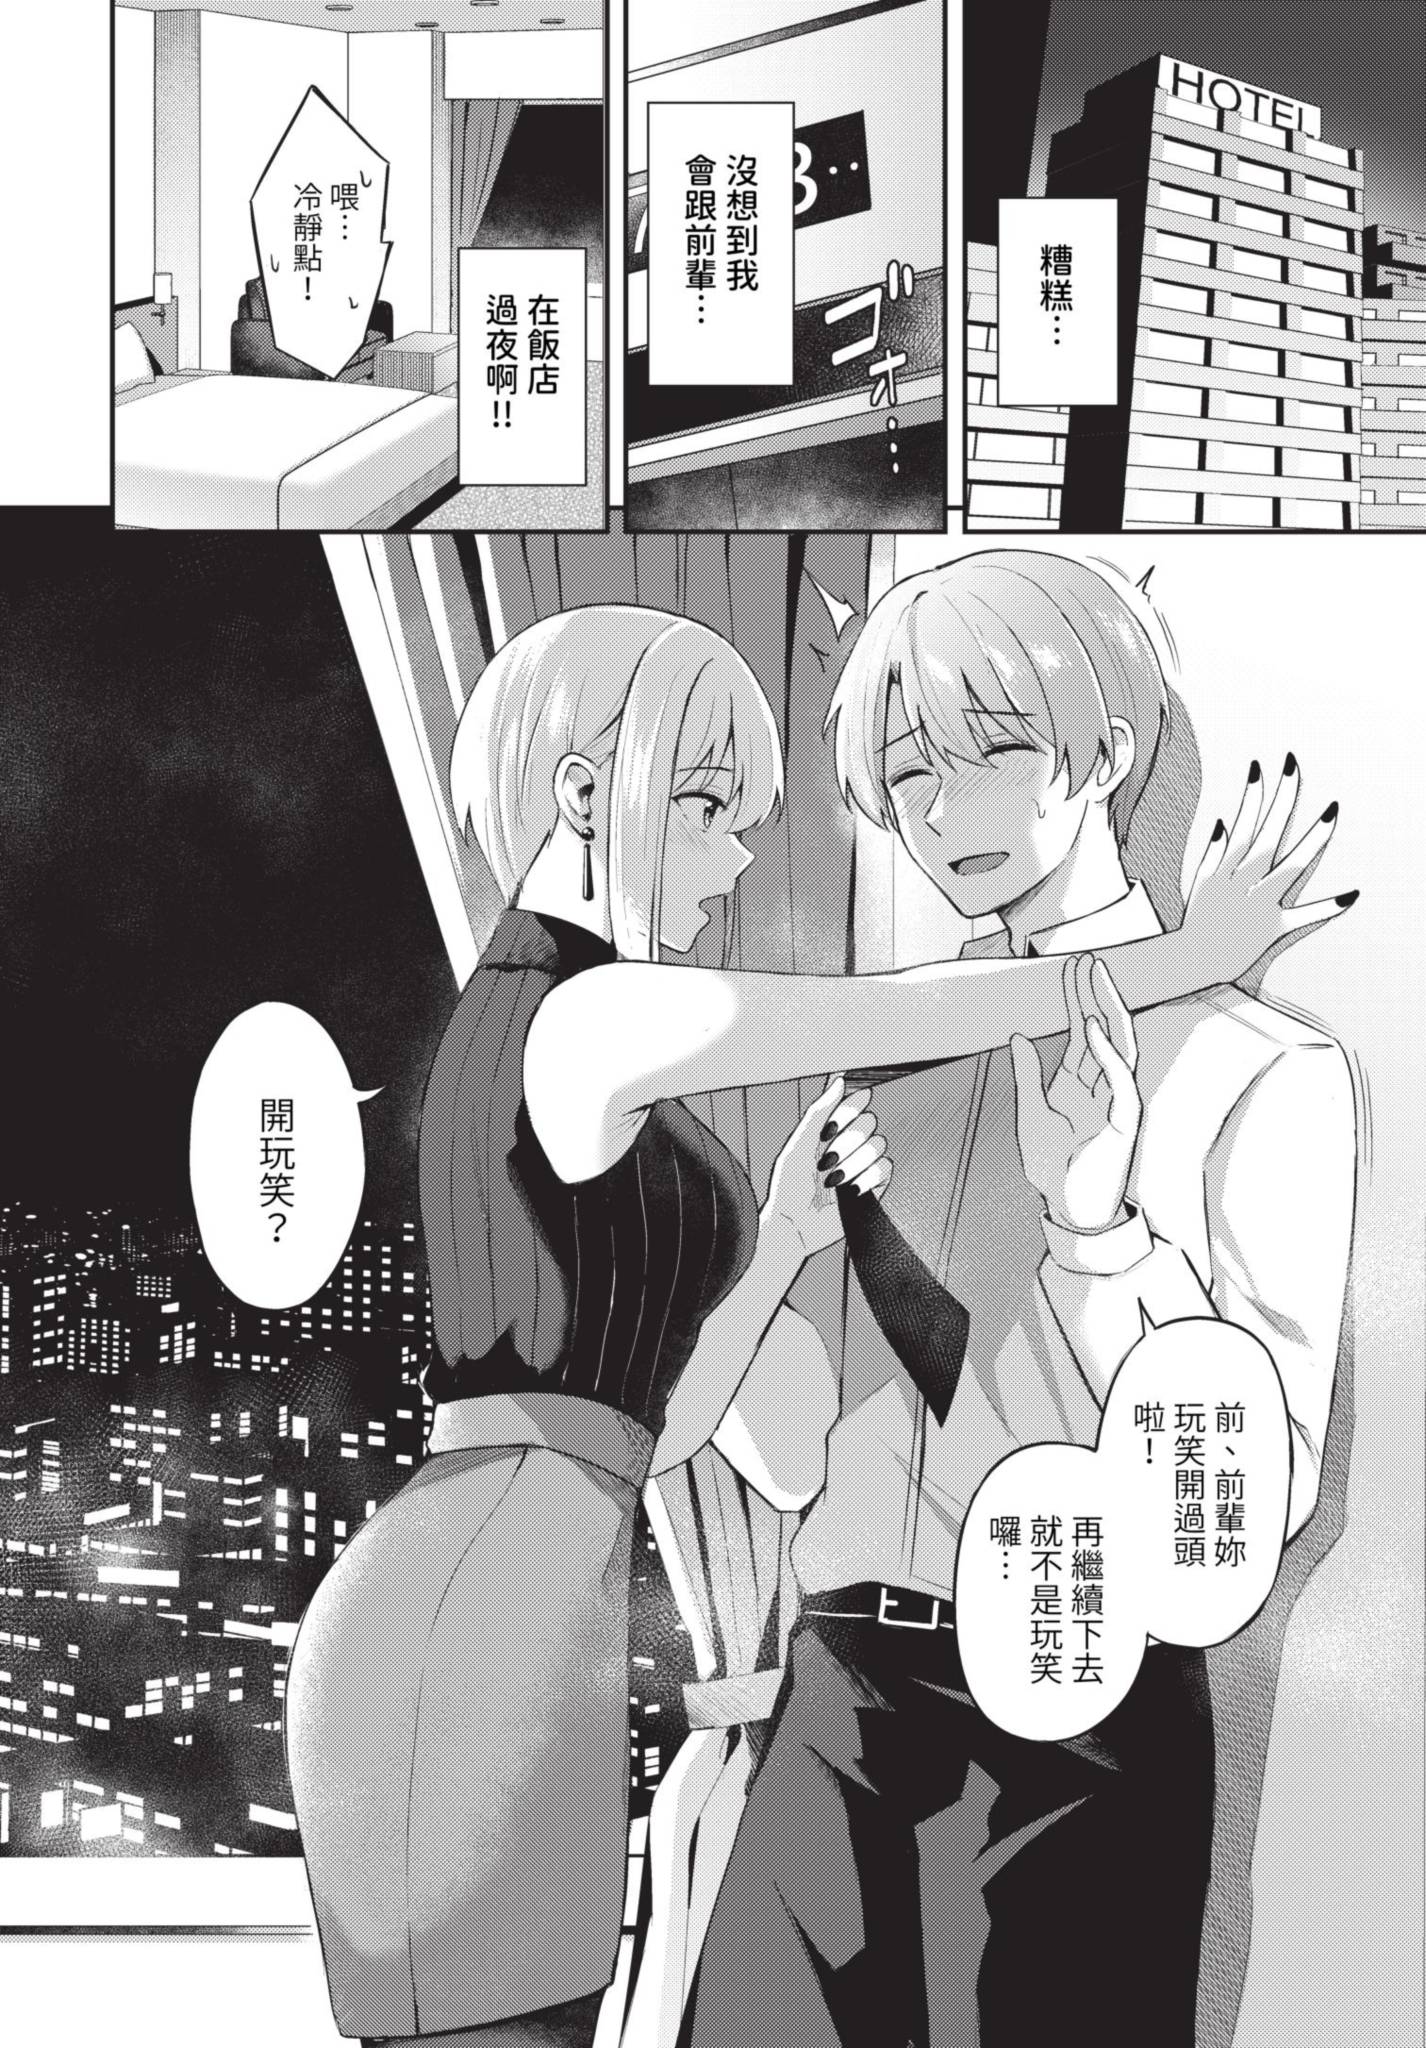 HOTEL
糟糕…
沒想到我
會跟前輩…
ゴォ…
在飯店
過夜啊!!
喂…
冷靜點！
前、前輩妳
玩笑開過頭
啦！
再繼續下去
就不是玩笑
囉…
開玩笑？